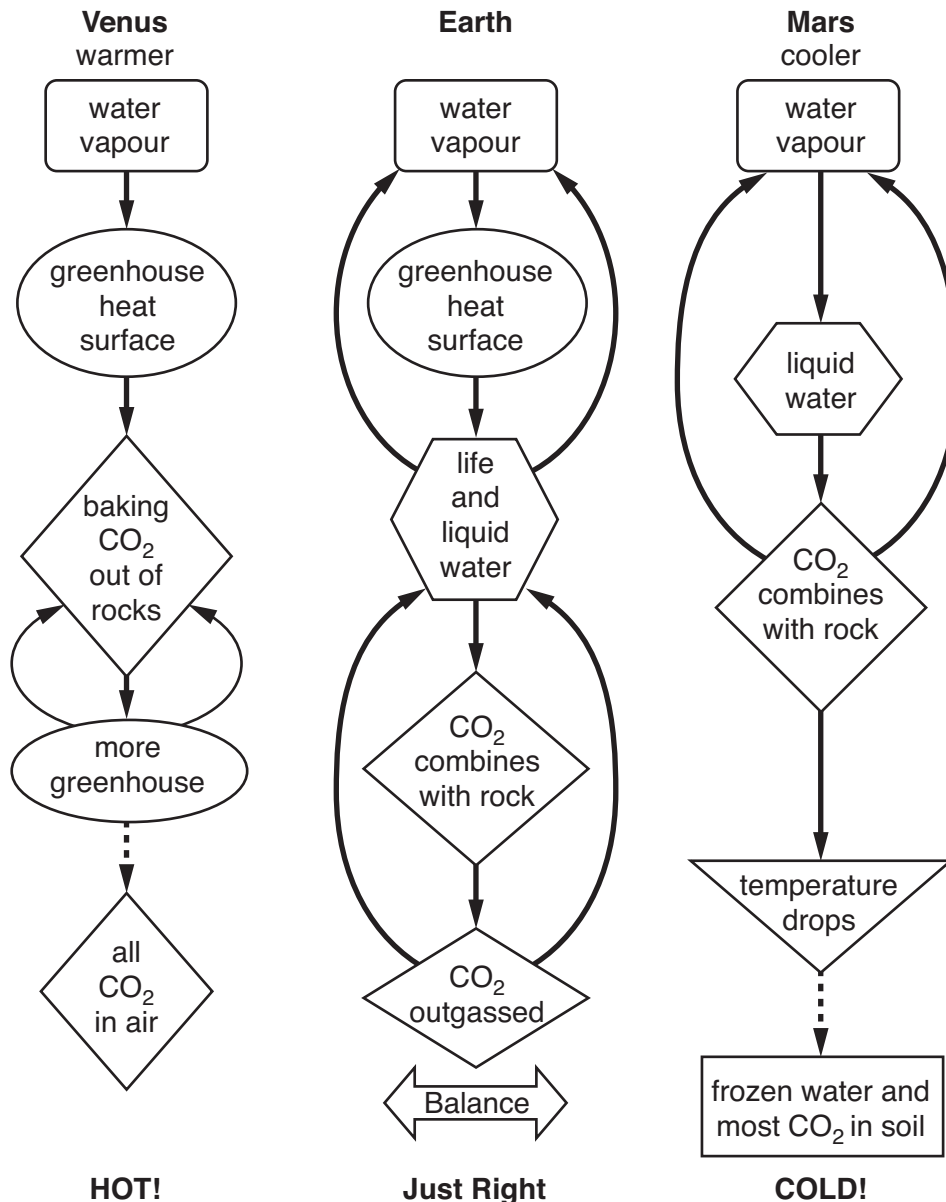 Venus
warmer
water
vapour
greenhouse
heat
surface
baking
CO₂
out of
rocks
more
greenhouse
all
CO₂
in air
HOT!
Earth
water
vapour
greenhouse
heat
surface
life
and
liquid
water
CO₂
combines
with rock
CO₂
outgassed
Balance
Just Right
Mars
cooler
water
vapour
liquid
water
CO₂
combines
with rock
temperature
drops
frozen water and
most CO₂ in soil
COLD!